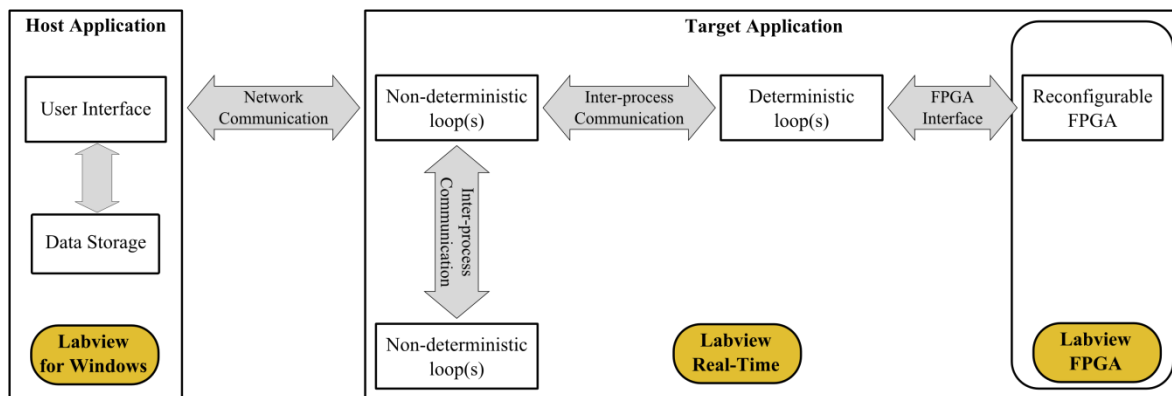 Host Application
User Interface
Data Storage
Labview
for Windows
Network
Communication
Target Application
Non-deterministic
loop(s)
Inter-process
Communication
Deterministic
loop(s)
FPGA
Interface
Reconfigurable
FPGA
Inter-process
Communication
Non-deterministic
loop(s)
Labview
Real-Time
Labview
FPGA